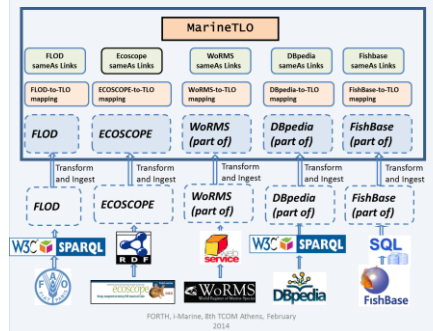 MarineTLO
FLOD
sameAs Links
Ecoscope
sameAs Links
WoRMS
sameAs Links
DBpedia
sameAs Links
Fishbase
sameAs Links
FLOD-to-TLO
mapping
ECOSCOPE-to-TLO
mapping
WoRMS-to-TLO
mapping
DBpedia-to-TLO
mapping
FishBase-to-TLO
mapping
FLOD
ECOSCOPE
WoRMS
(part of)
DBpedia
(part of)
FishBase
(part of)
Transform
and Ingest
Transform
and Ingest
Transform
and Ingest
Transform
and Ingest
Transform
and Ingest
FLOD
ECOSCOPE
WoRMS
(part of)
DBpedia
(part of)
FishBase
(part of)
W3C SPARQL
RDF
web
service
W3C SPARQL
SQL
FAO
FIAT PANIS
ecoscope
WoRMS
World Register of Marine Species
DBpedia
FishBase
FORTH, i-Marine, 8th TCOM Athens, February
2014